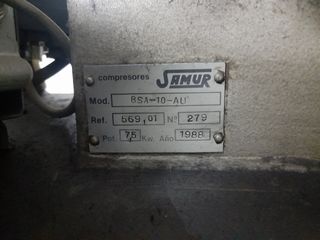 compresores SAMUR
Mod. BSA-10-AU
Ref. 569,01 Nº 279
Pot. 7,5 Kw. Año 1988